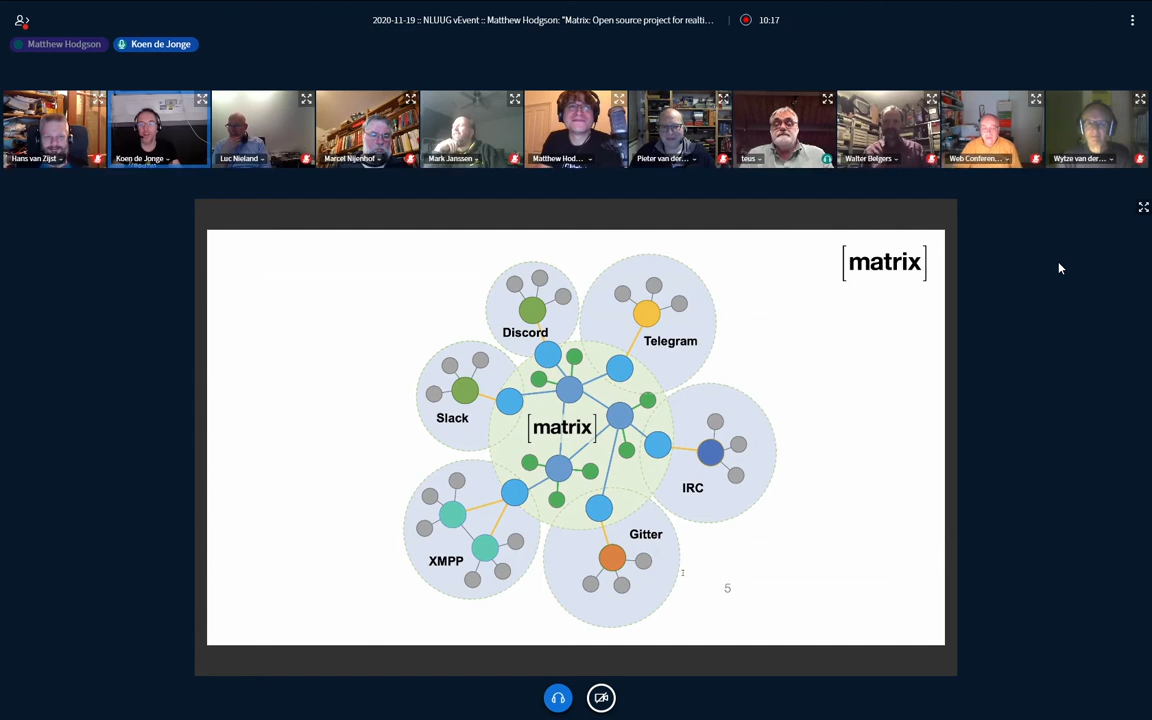 2020-11-19 :: NLUUG vEvent :: Matthew Hodgson: "Matrix: Open source project for realti...
10:17
Matthew Hodgson
Koen de Jonge
Hans van Zijst
Koen de Jonge
Luc Nieland
Marcel Nijenhof
Mark Janssen
Matthew Hod...
Pieter van der...
teus
Walter Belgers
Web Conferen...
Wytze van der...
[matrix]
Discord
Telegram
Slack
[matrix]
IRC
XMPP
Gitter
5